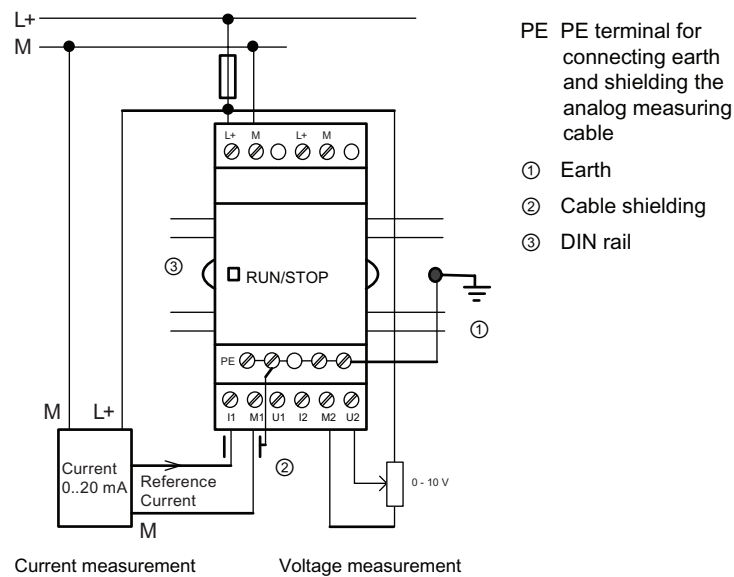 L+
M
L+ M L+ M
RUN/STOP
③
①
PE
I1 M1 U1 I2 M2 U2
M L+
②
Current
0..20 mA
Reference
Current
M
0 - 10 V
Current measurement
Voltage measurement
PE PE terminal for
connecting earth
and shielding the
analog measuring
cable
① Earth
② Cable shielding
③ DIN rail